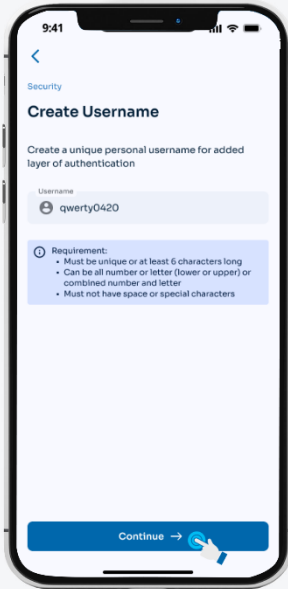 9:41
Security
Create Username
Create a unique personal username for added
layer of authentication
Username
qwerty0420
Requirement:
• Must be unique or at least 6 characters long
• Can be all number or letter (lower or upper) or
combined number and letter
• Must not have space or special characters
Continue →